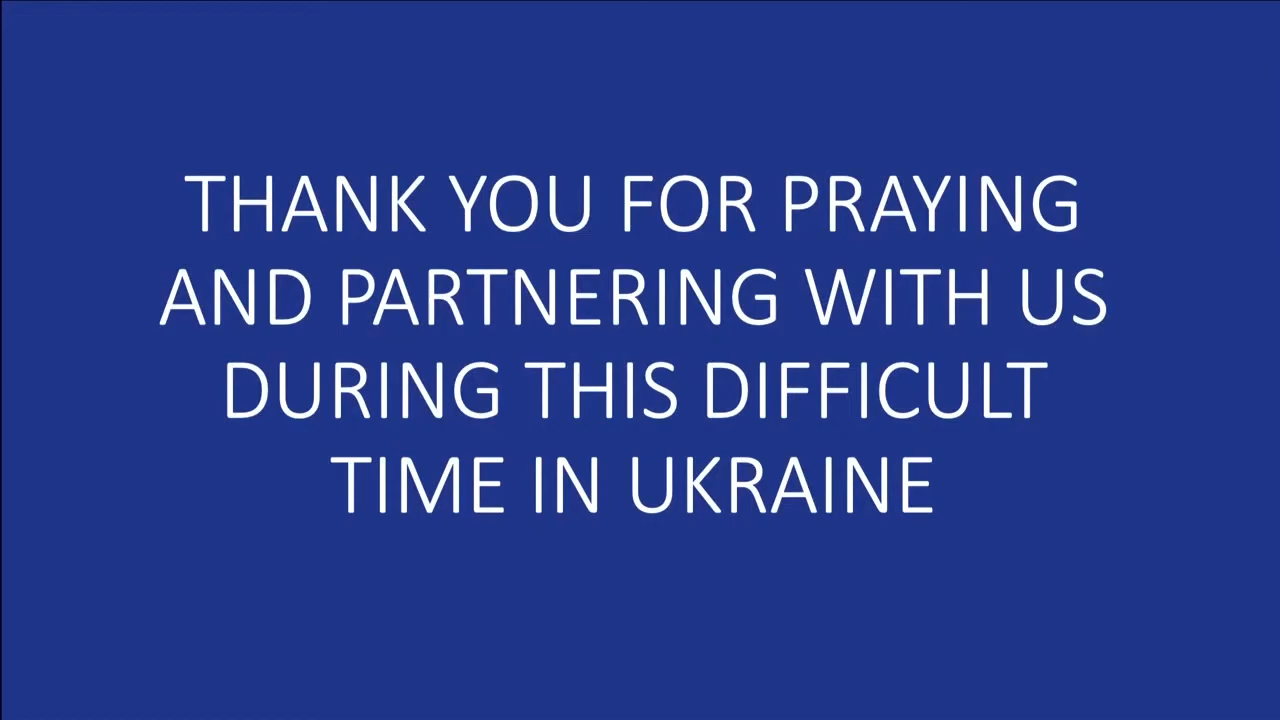 THANK YOU FOR PRAYING
AND PARTNERING WITH US
DURING THIS DIFFICULT
TIME IN UKRAINE